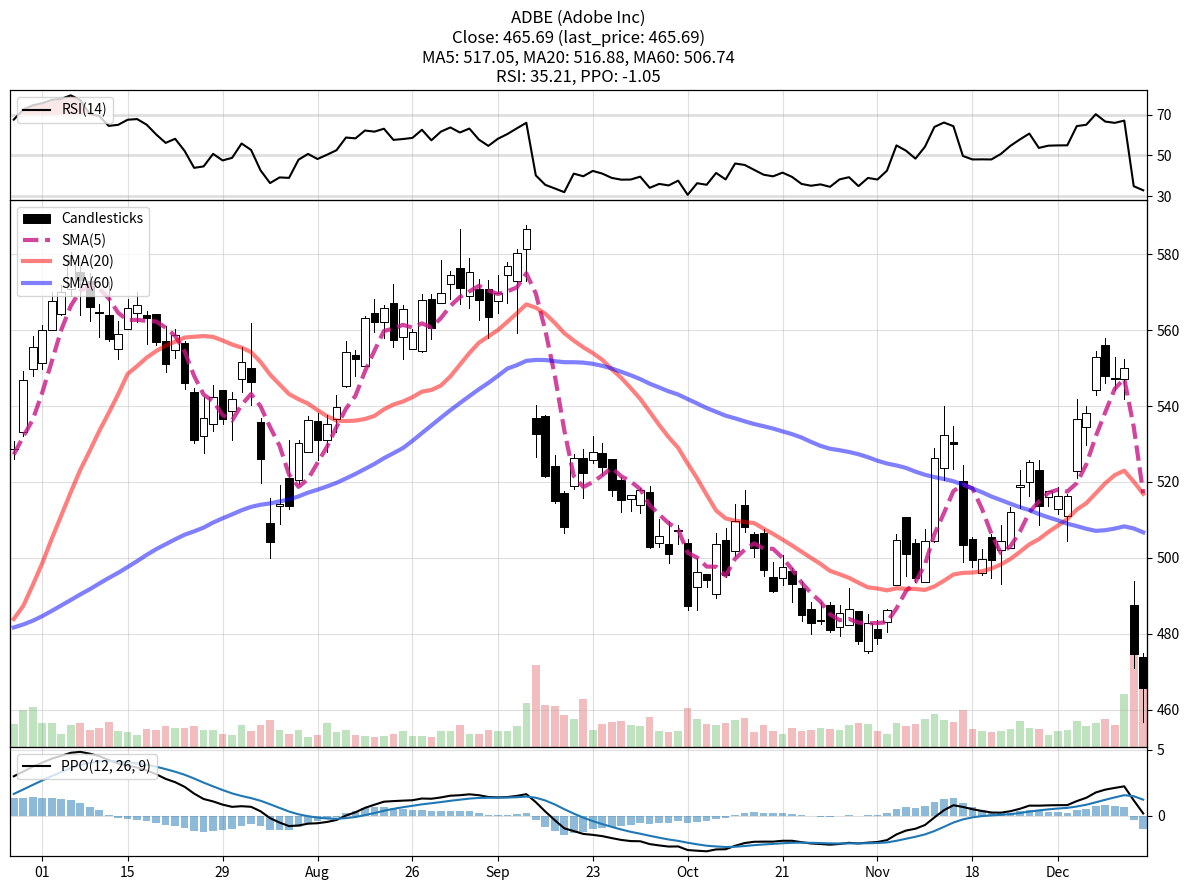 ADBE (Adobe Inc)
Close: 465.69 (last_price: 465.69)
MA5: 517.05, MA20: 516.88, MA60: 506.74
RSI: 35.21, PPO: -1.05
RSI(14)
70
50
30
Candlesticks
SMA(5)
SMA(20)
SMA(60)
580
560
540
520
500
480
460
PPO(12, 26, 9)
5
0
01 15 29 Aug 26 Sep 23 Oct 21 Nov 18 Dec